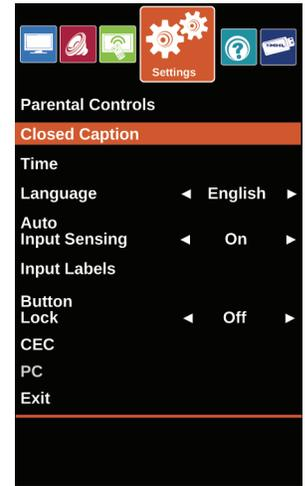 Settings
Parental Controls
Closed Caption
Time
Language ◄ English ►
Auto
Input Sensing ◄ On ►
Input Labels
Button
Lock ◄ Off ►
CEC
PC
Exit